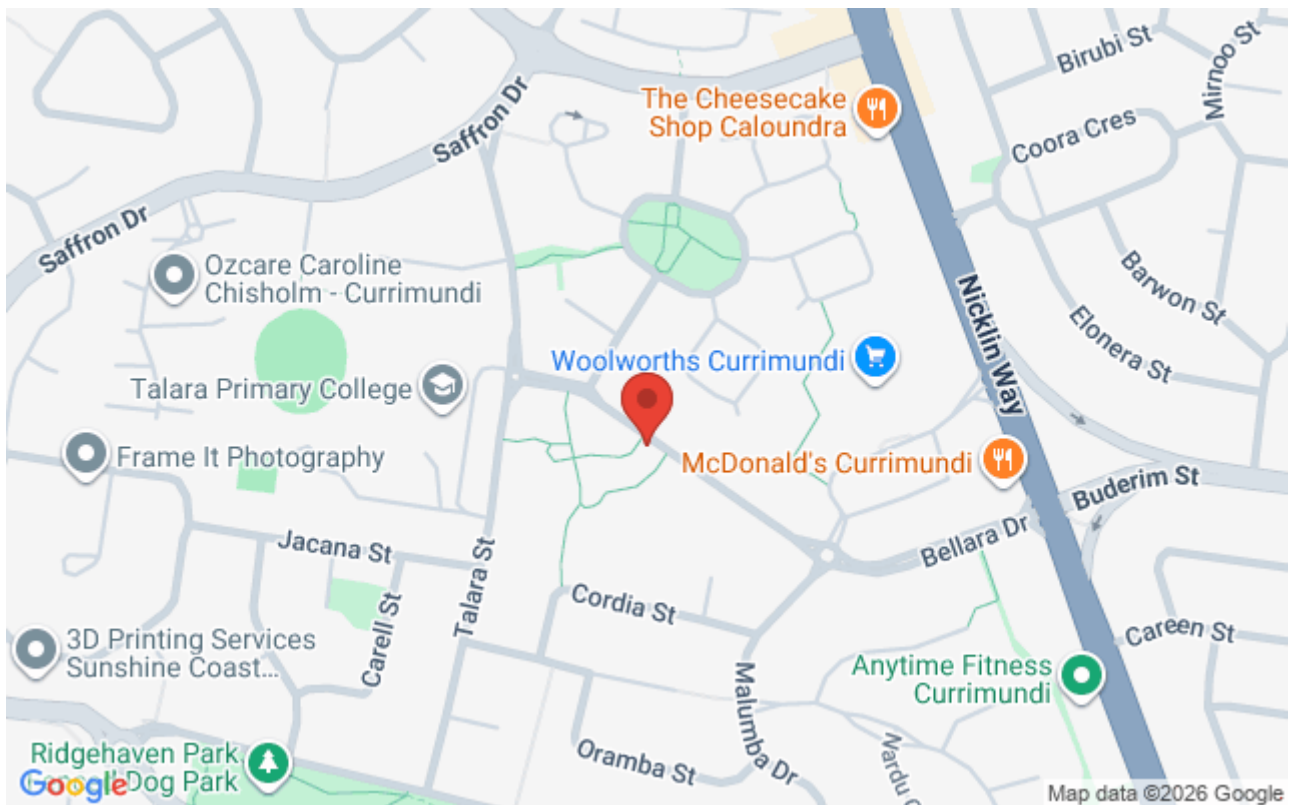 Birubi St
Mirnoo St
The Cheesecake
Shop Caloundra
Saffron Dr
Coora Cres
Saffron Dr
Ozcare Caroline
Chisholm - Currimundi
Barwon St
Nicklin Way
Elonera St
Woolworths Currimundi
Talara Primary College
Frame It Photography
McDonald's Currimundi
Buderim St
Bellara Dr
Jacana St
Talara St
Cordia St
Carell St
Careen St
3D Printing Services
Sunshine Coast...
Anytime Fitness
Currimundi
Malumba Dr
Oramba St
Nardu
Ridgehaven Park,
Dog Park
Google
Map data ©2026 Google